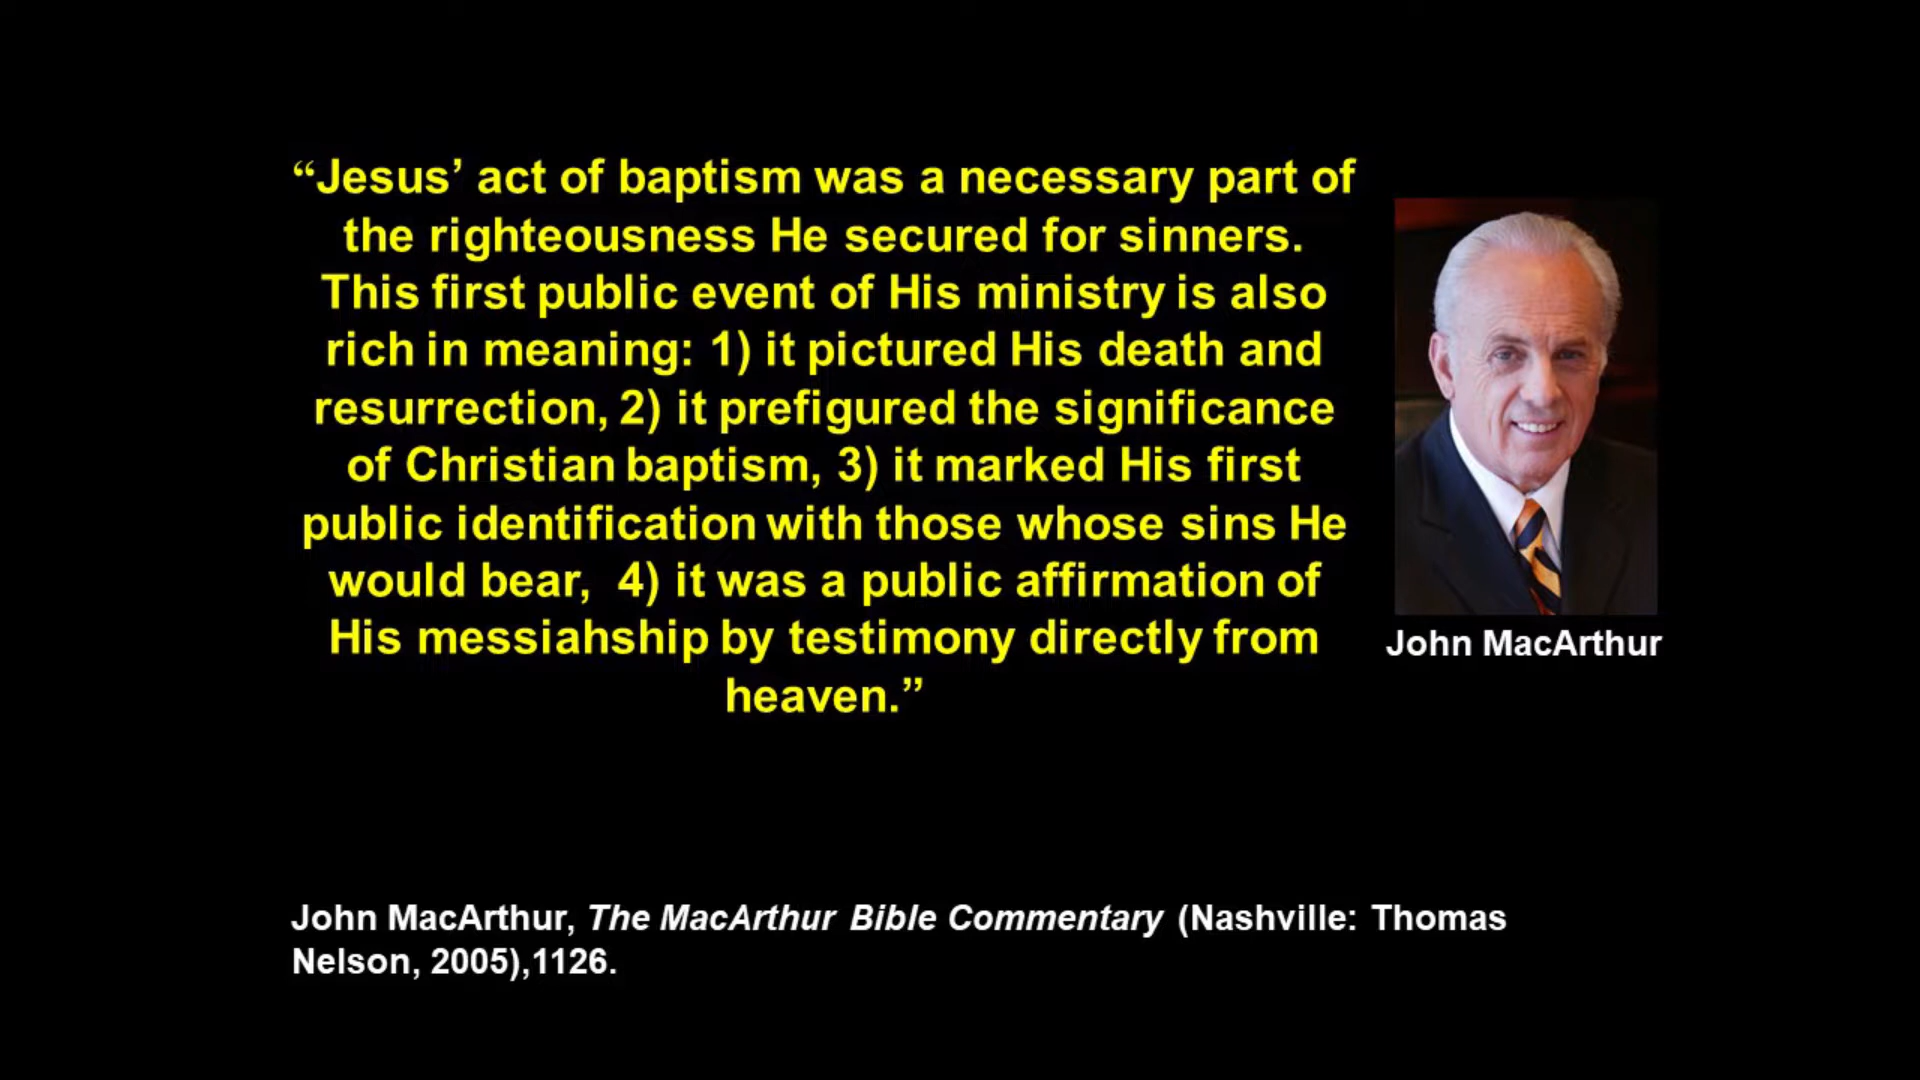 “Jesus’ act of baptism was a necessary part of
the righteousness He secured for sinners.
This first public event of His ministry is also
rich in meaning: 1) it pictured His death and
resurrection, 2) it prefigured the significance
of Christian baptism, 3) it marked His first
public identification with those whose sins He
would bear,  4) it was a public affirmation of
His messiahship by testimony directly from
heaven.”
John MacArthur
John MacArthur, The MacArthur Bible Commentary (Nashville: Thomas
Nelson, 2005),1126.